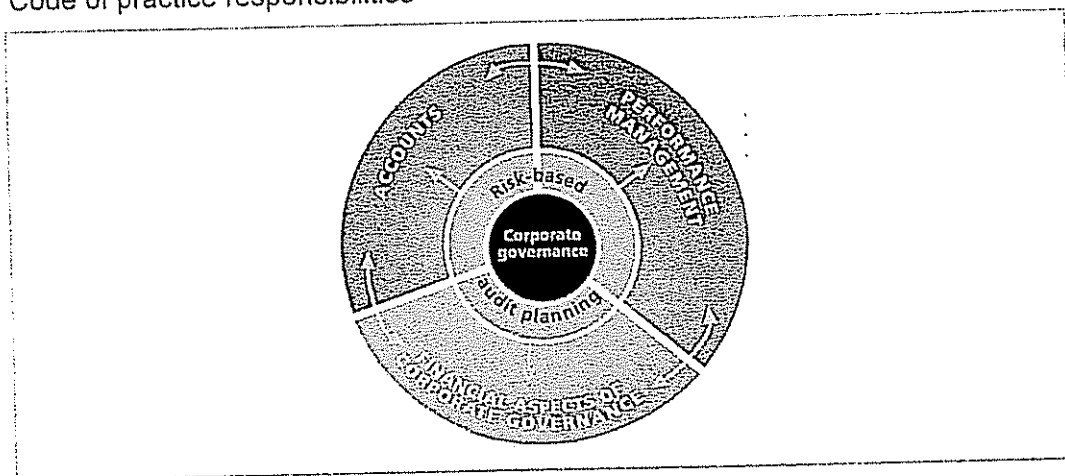 Code of practice responsibilities
ACCOUNTS
PERFORMANCE
MANAGEMENT
Risk-based
Corporate
governance
audit planning
FINANCIAL ASPECTS OF
CORPORATE GOVERNANCE